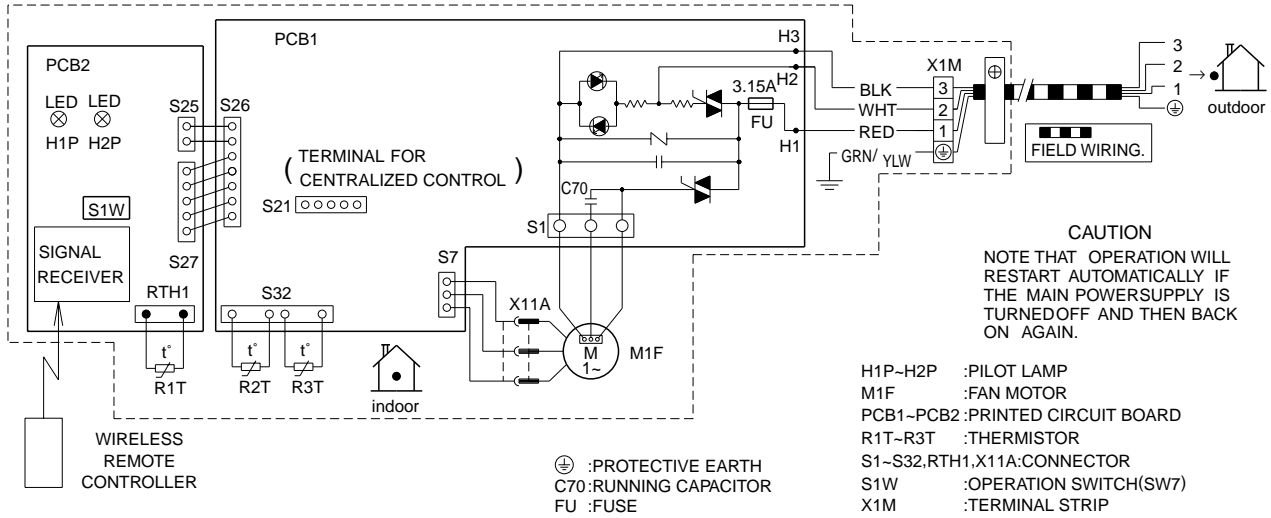 PCB2
LED LED
H1P H2P
S25 S26
S1W
SIGNAL
RECEIVER
S27
RTH1
t°
R1T
WIRELESS
REMOTE
CONTROLLER
PCB1
( TERMINAL FOR
CENTRALIZED CONTROL )
S21
S32
t° t°
R2T R3T
indoor
S7
X11A
M
1~
M1F
S1
C70
H3
H2
3.15A
FU
H1
BLK
WHT
RED
GRN/YLW
X1M
3
2
1
3
2
1
outdoor
FIELD WIRING.
CAUTION
NOTE THAT OPERATION WILL
RESTART AUTOMATICALLY IF
THE MAIN POWERSUPPLY IS
TURNEDOFF AND THEN BACK
ON AGAIN.
:PROTECTIVE EARTH
C70:RUNNING CAPACITOR
FU :FUSE
H1P~H2P :PILOT LAMP
M1F :FAN MOTOR
PCB1~PCB2:PRINTED CIRCUIT BOARD
R1T~R3T :THERMISTOR
S1~S32,RTH1,X11A:CONNECTOR
S1W :OPERATION SWITCH(SW7)
X1M :TERMINAL STRIP